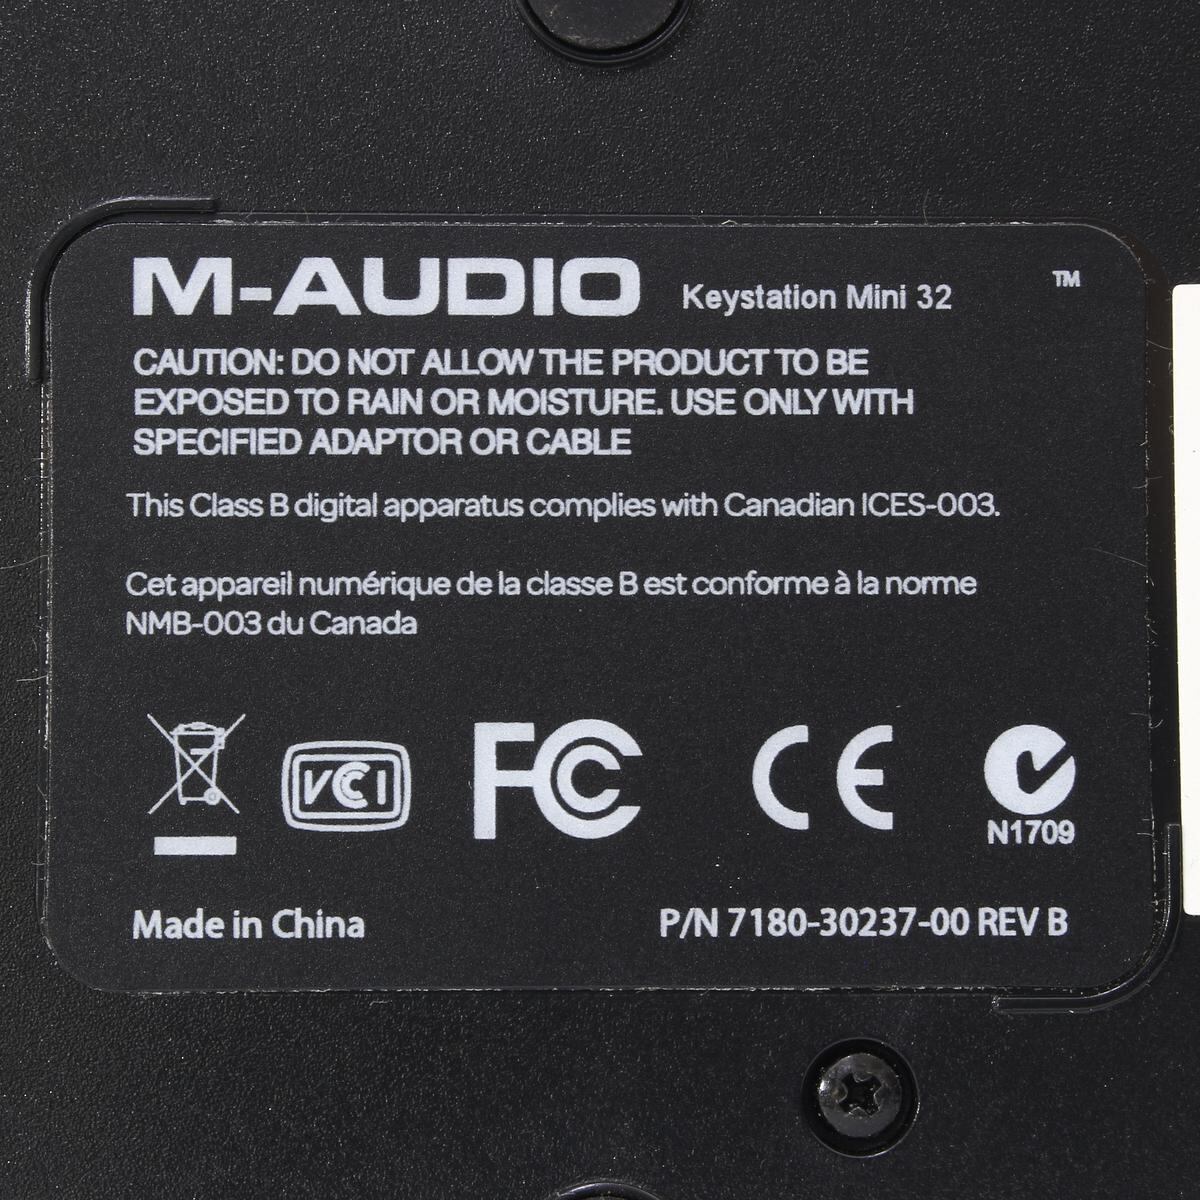 M-AUDIO Keystation Mini 32 ™
CAUTION: DO NOT ALLOW THE PRODUCT TO BE
EXPOSED TO RAIN OR MOISTURE. USE ONLY WITH
SPECIFIED ADAPTOR OR CABLE
This Class B digital apparatus complies with Canadian ICES-003.
Cet appareil numérique de la classe B est conforme à la norme
NMB-003 du Canada
VCI FC CE
N1709
Made in China P/N 7180-30237-00 REV B